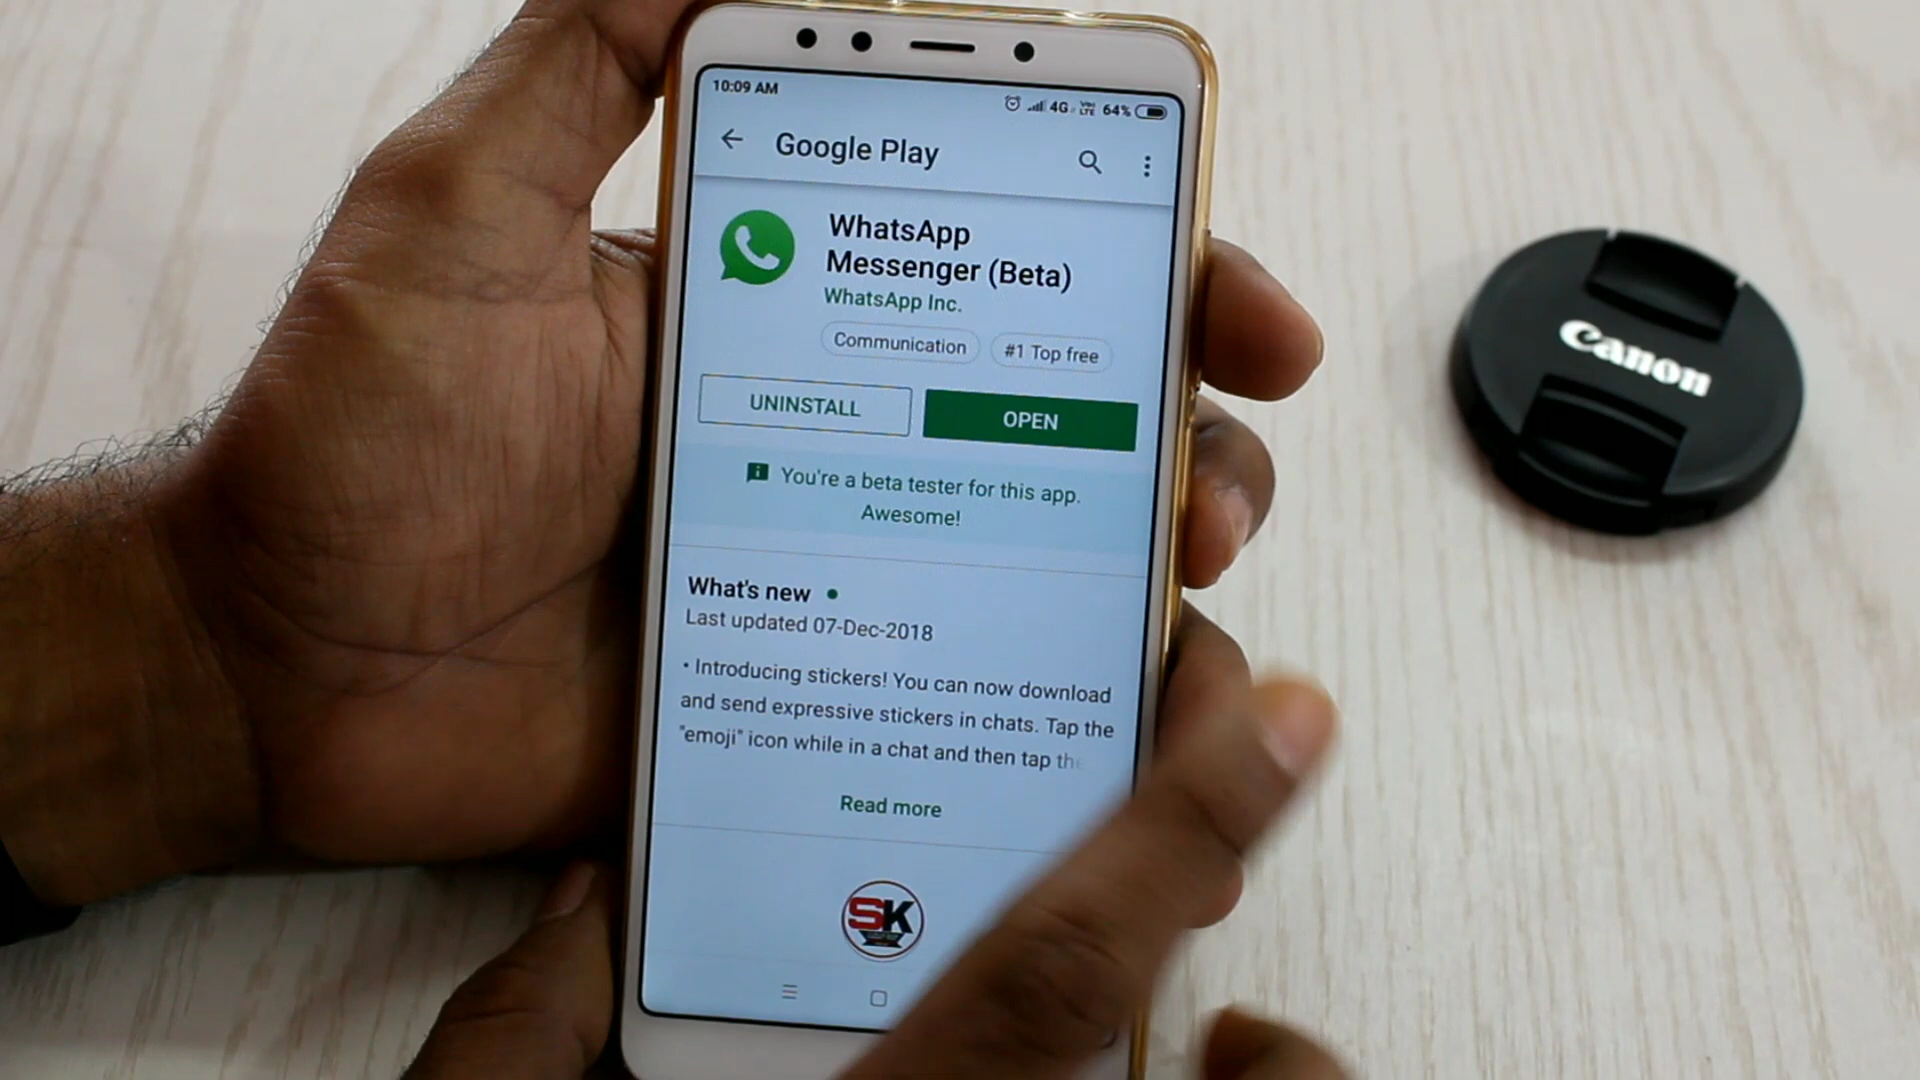 10:09 AM
4G VoLTE 64%
Google Play
WhatsApp
Messenger (Beta)
WhatsApp Inc.
Communication
#1 Top free
UNINSTALL
OPEN
You're a beta tester for this app.
Awesome!
What's new
Last updated 07-Dec-2018
• Introducing stickers! You can now download
and send expressive stickers in chats. Tap the
"emoji" icon while in a chat and then tap the
Read more
SK
Canon